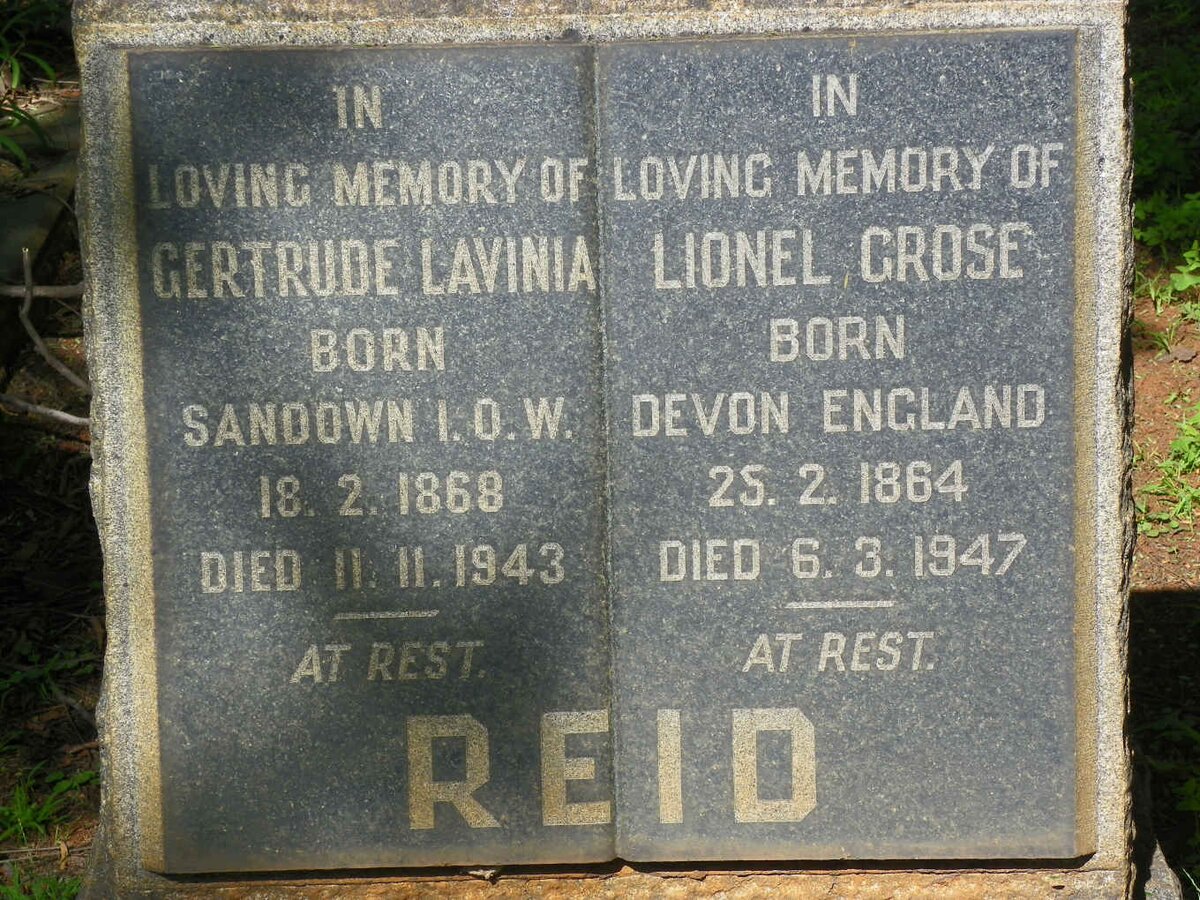 IN
LOVING MEMORY OF
GERTRUDE LAVINIA
BORN
SANDOWN I.O.W.
18. 2. 1868
DIED 11. 11. 1943
AT REST.
IN
LOVING MEMORY OF
LIONEL GROSE
BORN
DEVON ENGLAND
25. 2. 1864
DIED 6. 3. 1947
AT REST.
REID